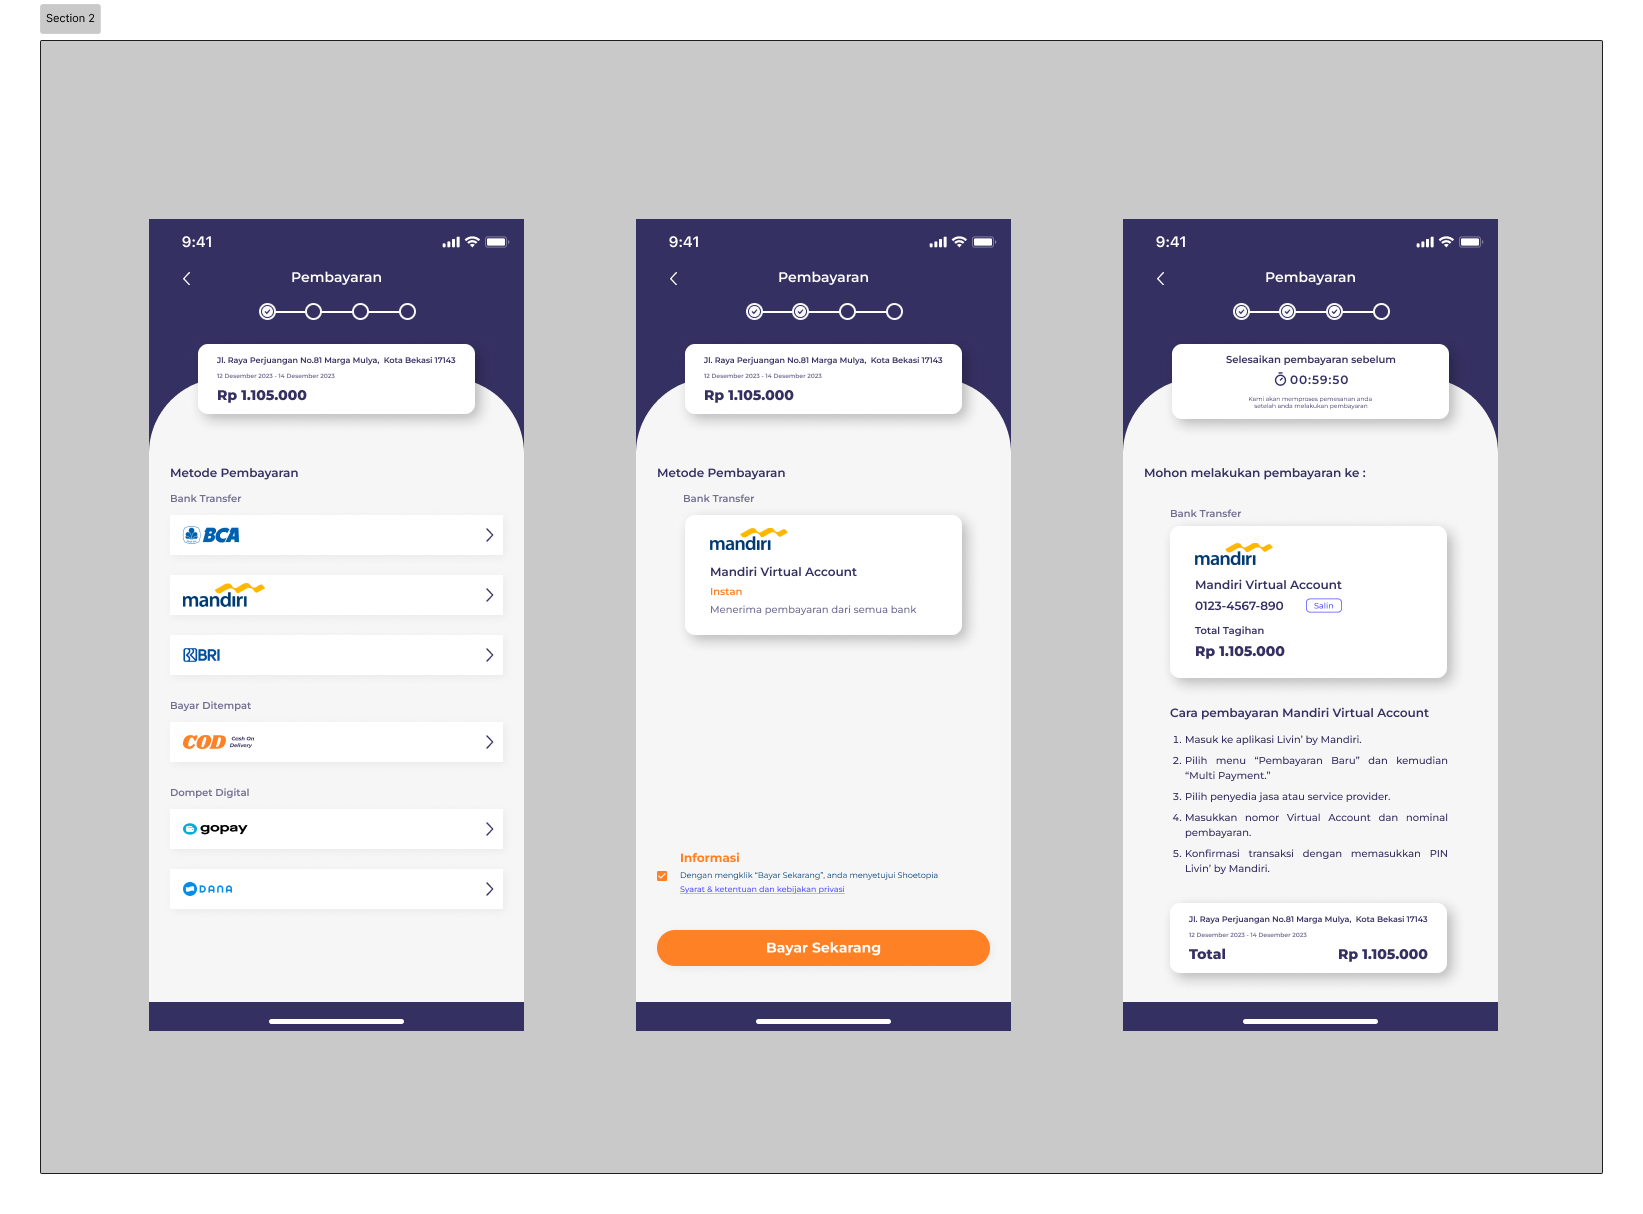 Section 2
9:41
Pembayaran
Jl. Raya Perjuangan No.81 Marga Mulya, Kota Bekasi 17143
12 Desember 2023 - 14 Desember 2023
Rp 1.105.000
Metode Pembayaran
Bank Transfer
BCA
mandiri
BRI
Bayar Ditempat
COD Cash On
Delivery
Dompet Digital
gopay
DANA
9:41
Pembayaran
Jl. Raya Perjuangan No.81 Marga Mulya, Kota Bekasi 17143
12 Desember 2023 - 14 Desember 2023
Rp 1.105.000
Metode Pembayaran
Bank Transfer
mandiri
Mandiri Virtual Account
Instan
Menerima pembayaran dari semua bank
Informasi
Dengan mengklik “Bayar Sekarang”, anda menyetujui Shoetopia
Syarat & ketentuan dan kebijakan privasi
Bayar Sekarang
9:41
Pembayaran
Selesaikan pembayaran sebelum
00:59:50
Kami akan memproses pemesanan anda
setelah anda melakukan pembayaran
Mohon melakukan pembayaran ke :
Bank Transfer
mandiri
Mandiri Virtual Account
0123-4567-890 Salin
Total Tagihan
Rp 1.105.000
Cara pembayaran Mandiri Virtual Account
1. Masuk ke aplikasi Livin’ by Mandiri.
2. Pilih menu “Pembayaran Baru” dan kemudian
“Multi Payment.”
3. Pilih penyedia jasa atau service provider.
4. Masukkan nomor Virtual Account dan nominal
pembayaran.
5. Konfirmasi transaksi dengan memasukkan PIN
Livin’ by Mandiri.
Jl. Raya Perjuangan No.81 Marga Mulya, Kota Bekasi 17143
12 Desember 2023 - 14 Desember 2023
Total Rp 1.105.000